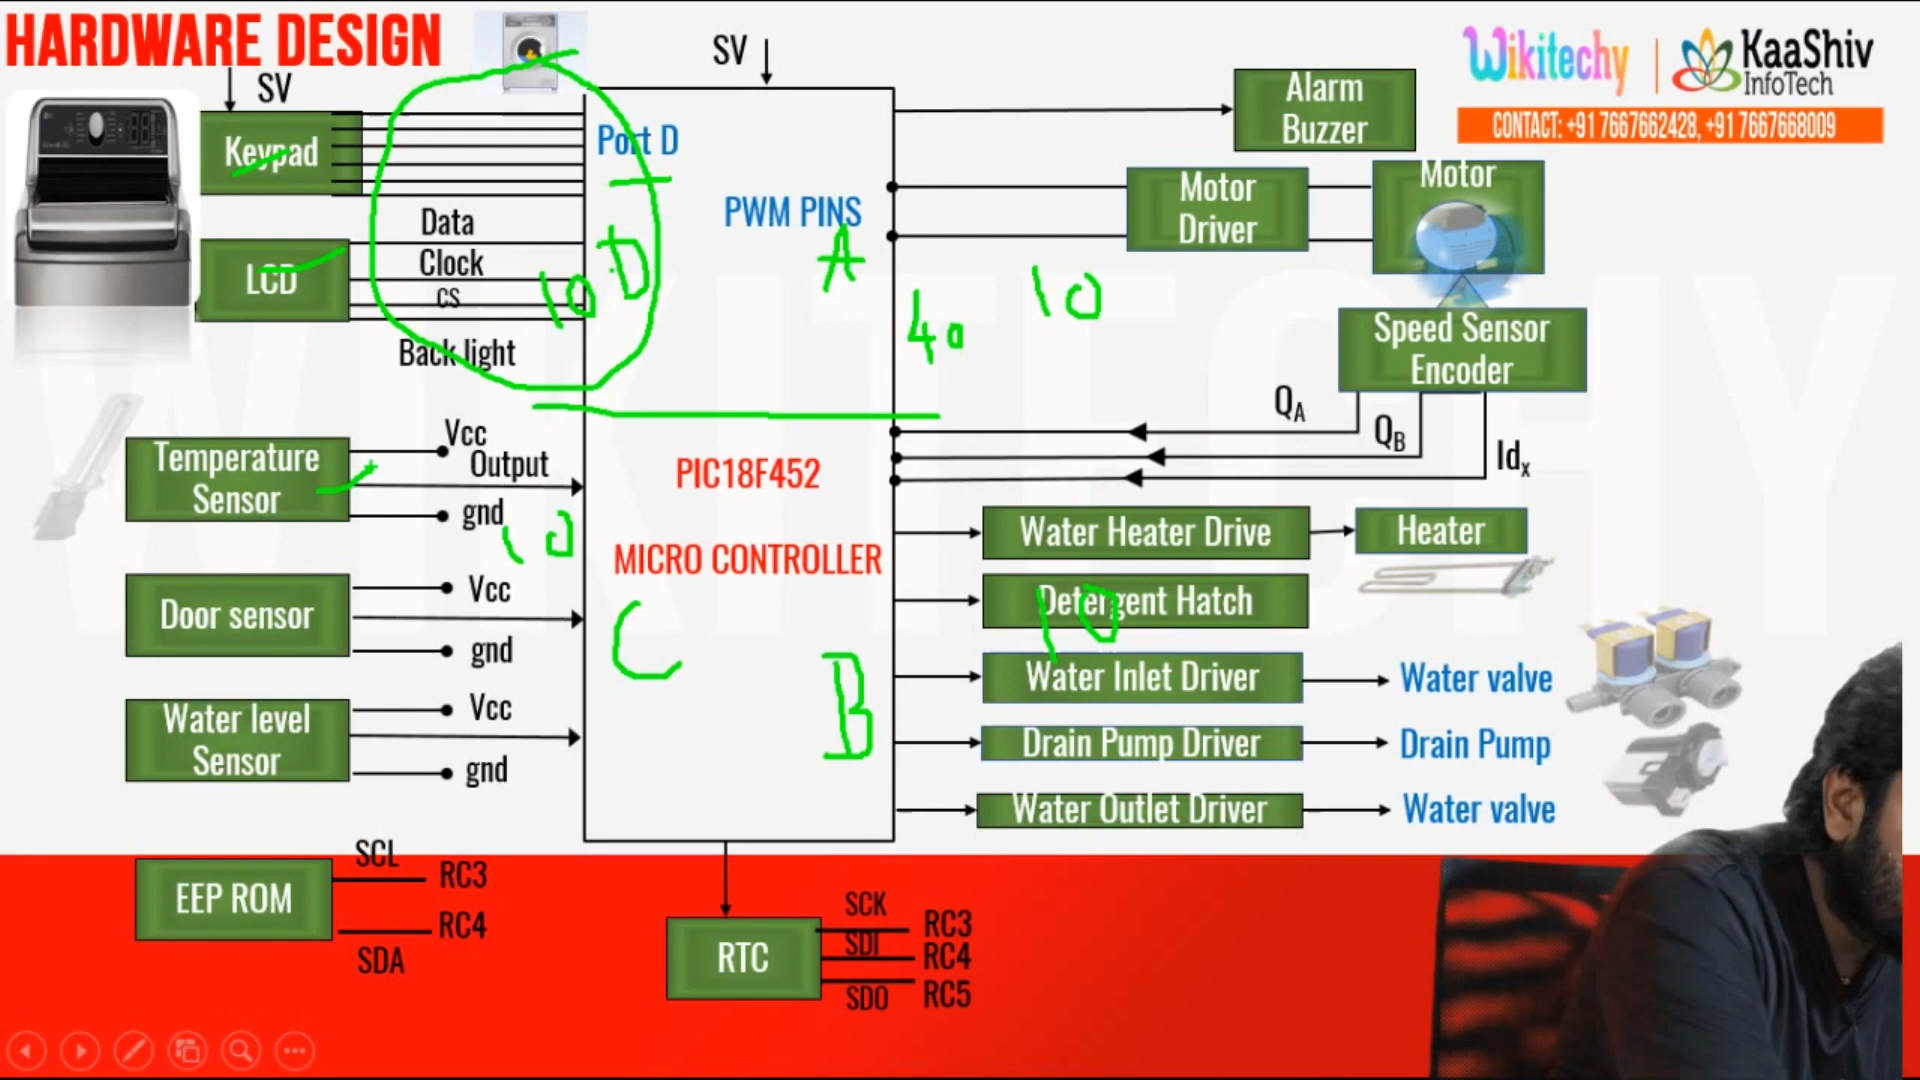 HARDWARE DESIGN
SV
SV
Wikitechy
KaaShiv
InfoTech
CONTACT: +91 7667662428, +91 7667668009
Keypad
Port D
Alarm
Buzzer
PWM PINS
Motor
Driver
Motor
Data
Clock
CS
Back light
LCD
10
D
A
40
10
Speed Sensor
Encoder
QA
QB
Idx
Temperature
Sensor
Vcc
Output
gnd
10
PIC18F452
MICRO CONTROLLER
Water Heater Drive
Heater
Door sensor
Vcc
gnd
C
B
Detergent Hatch
10
Water Inlet Driver
Water valve
Water level
Sensor
Vcc
gnd
Drain Pump Driver
Drain Pump
Water Outlet Driver
Water valve
EEP ROM
SCL
RC3
RC4
SDA
RTC
SCK
RC3
SDI
RC4
SDO
RC5
WIKITECHY